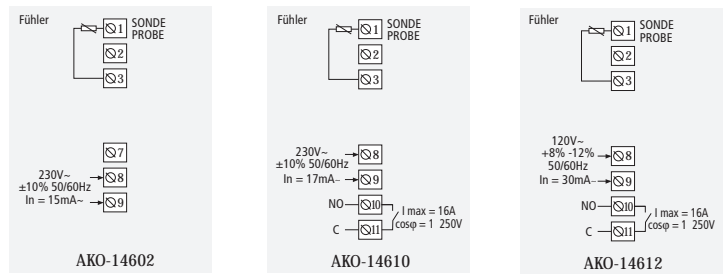 Fühler
1 SONDE
PROBE
2
3
7
230V~
8
±10% 50/60Hz
In = 15mA~
9
AKO-14602
Fühler
1 SONDE
PROBE
2
3
230V~
8
±10% 50/60Hz
In = 17mA~
9
NO
10
I max = 16A
cosφ = 1 250V
C
11
AKO-14610
Fühler
1 SONDE
PROBE
2
3
120V~
+8% -12%
8
50/60Hz
In = 30mA~
9
NO
10
I max = 16A
cosφ = 1 250V
C
11
AKO-14612